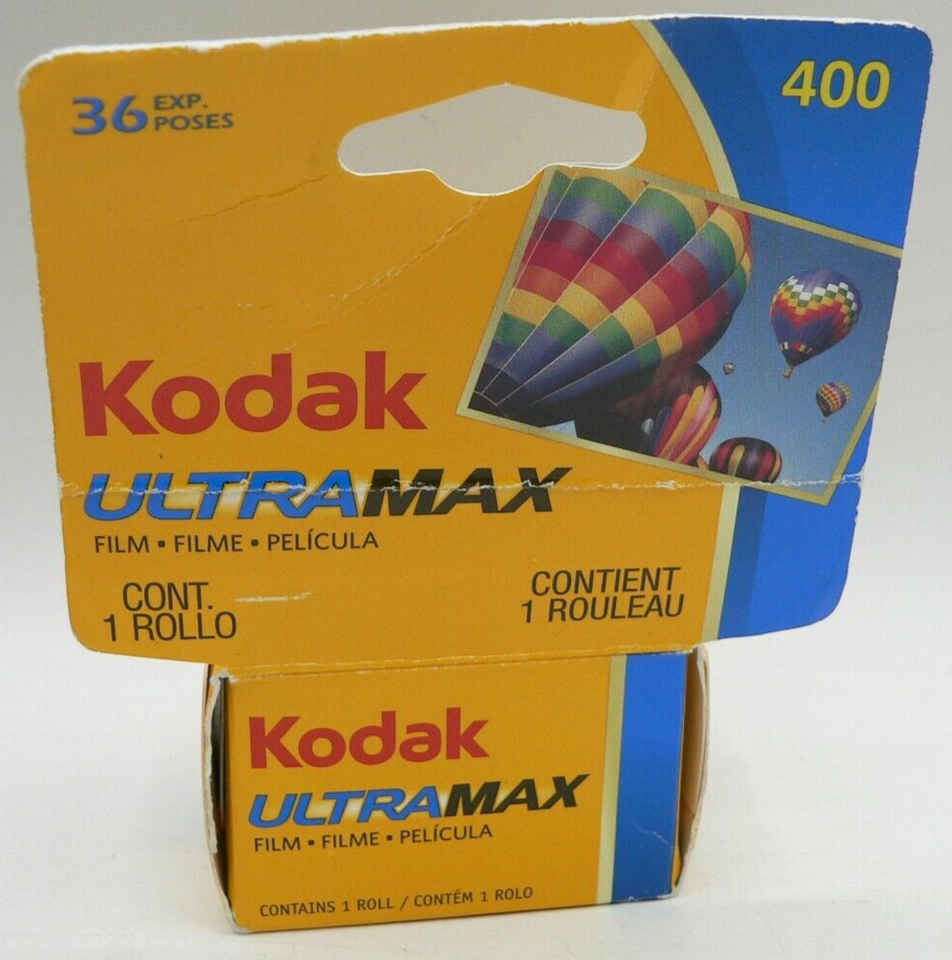 36 EXP.
POSES
400
Kodak
ULTRAMAX
FILM ▪ FILME ▪ PELÍCULA
CONT.
1 ROLLO
CONTIENT
1 ROULEAU
Kodak
ULTRAMAX
FILM ▪ FILME ▪ PELÍCULA
CONTAINS 1 ROLL / CONTÉM 1 ROLO